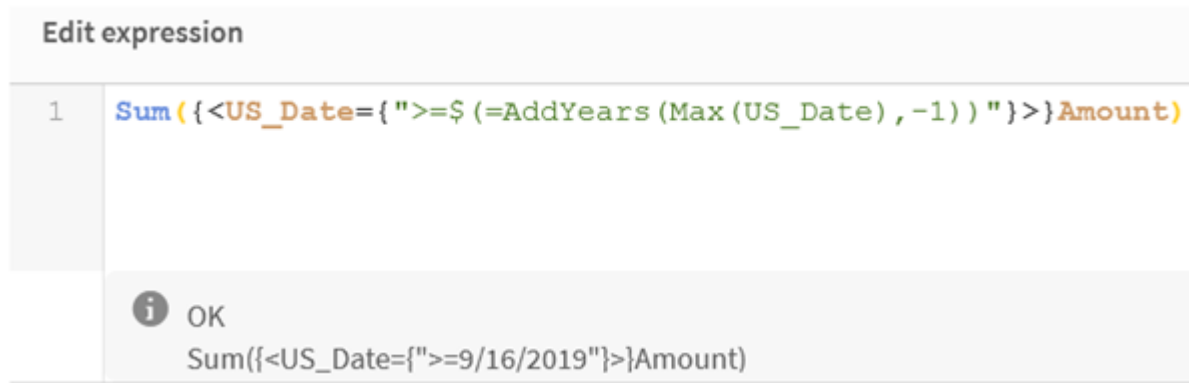 Edit expression
1 Sum({<US_Date={">=$(=AddYears(Max(US_Date),-1))"}>}Amount)
OK
Sum({<US_Date={">=9/16/2019"}>}Amount)